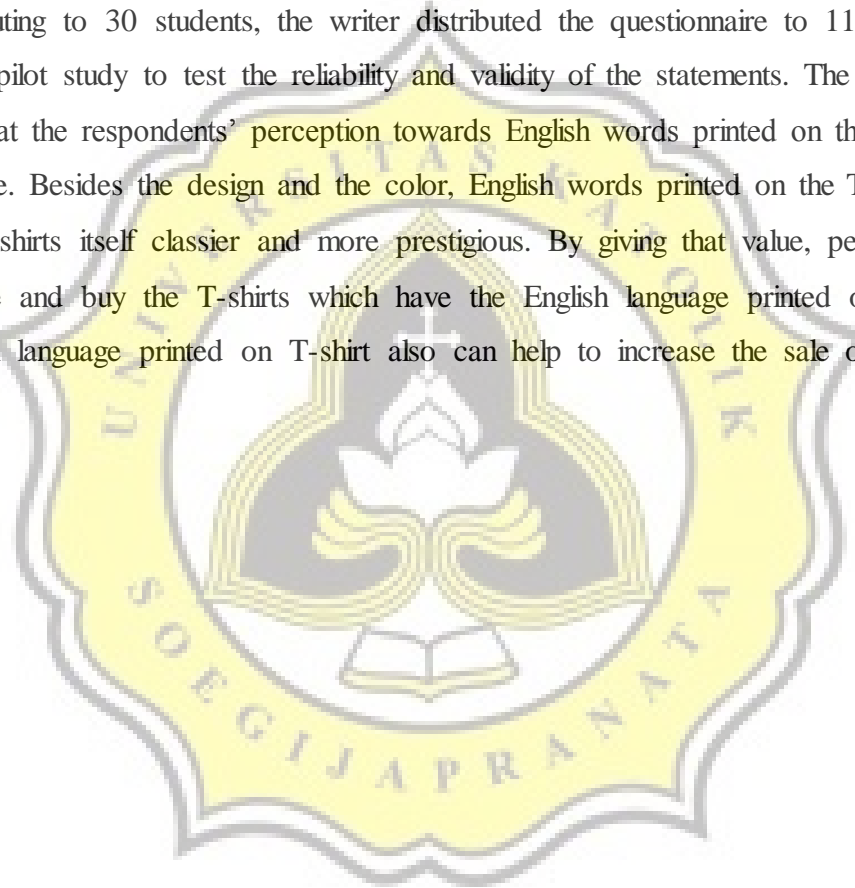 uting to 30 students, the writer distributed the questionnaire to 11
pilot study to test the reliability and validity of the statements. The
at the respondents' perception towards English words printed on the
e. Besides the design and the color, English words printed on the T
shirts itself classier and more prestigious. By giving that value, pe
e and buy the T-shirts which have the English language printed o
language printed on T-shirt also can help to increase the sale o
UNIVERSITAS KATOLIK
SOEGIJAPRANATA